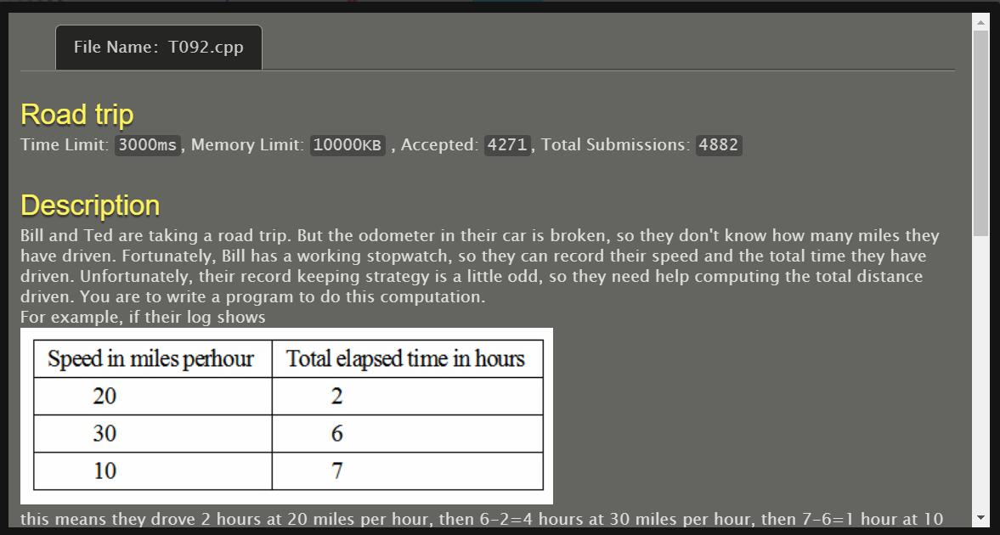 File Name: T092.cpp
Road trip
Time Limit: 3000ms, Memory Limit: 10000KB , Accepted: 4271, Total Submissions: 4882
Description
Bill and Ted are taking a road trip. But the odometer in their car is broken, so they don't know how many miles they
have driven. Fortunately, Bill has a working stopwatch, so they can record their speed and the total time they have
driven. Unfortunately, their record keeping strategy is a little odd, so they need help computing the total distance
driven. You are to write a program to do this computation.
For example, if their log shows
Speed in miles perhour Total elapsed time in hours
20 2
30 6
10 7
this means they drove 2 hours at 20 miles per hour, then 6-2=4 hours at 30 miles per hour, then 7-6=1 hour at 10